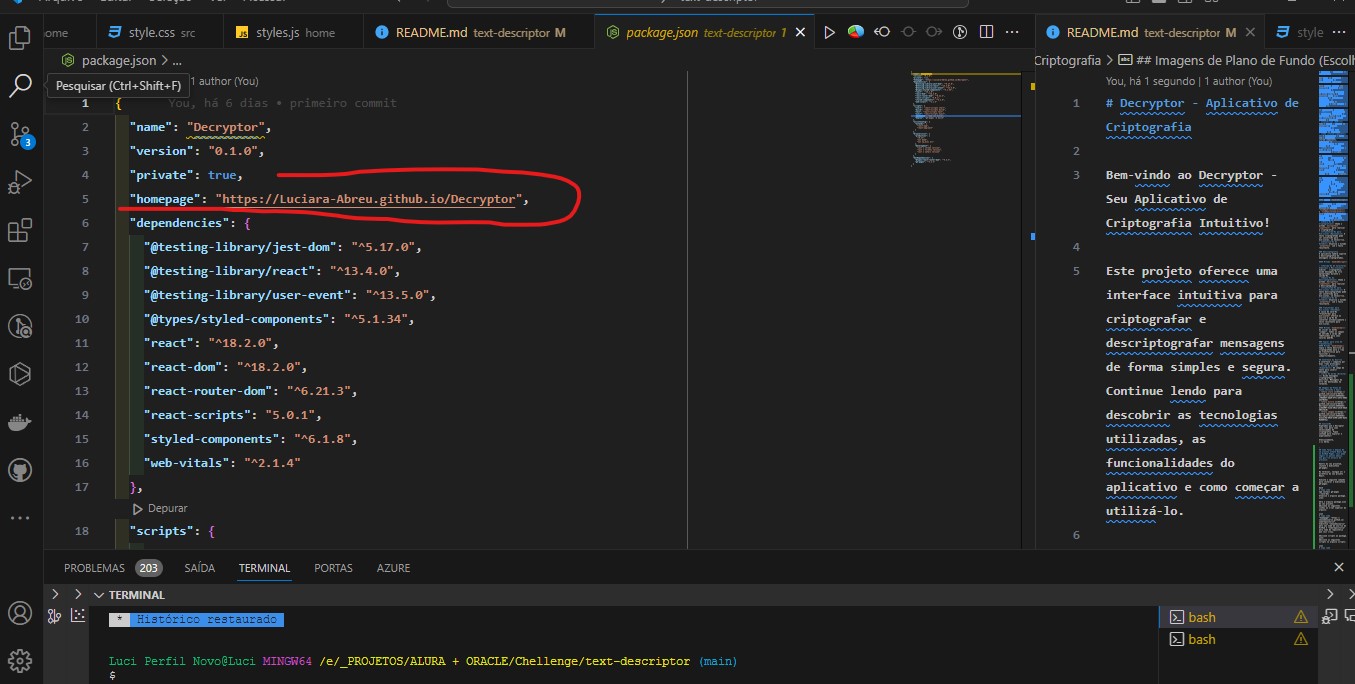 ome
style.css src
styles.js home
README.md text-descriptor M
package.json text-descriptor 1
README.md text-descriptor M
style
package.json > ...
Criptografia > ## Imagens de Plano de Fundo (Escolh
Pesquisar (Ctrl+Shift+F)
1 author (You)
1 { You, há 6 dias • primeiro commit
2 "name": "Decryptor",
3 "version": "0.1.0",
4 "private": true,
5 "homepage": "https://Luciara-Abreu.github.io/Decryptor",
6 "dependencies": {
7 "@testing-library/jest-dom": "^5.17.0",
8 "@testing-library/react": "^13.4.0",
9 "@testing-library/user-event": "^13.5.0",
10 "@types/styled-components": "^5.1.34",
11 "react": "^18.2.0",
12 "react-dom": "^18.2.0",
13 "react-router-dom": "^6.21.3",
14 "react-scripts": "5.0.1",
15 "styled-components": "^6.1.8",
16 "web-vitals": "^2.1.4"
17 },
Depurar
18 "scripts": {
You, há 1 segundo | 1 author (You)
1 # Decryptor - Aplicativo de
Criptografia
2
3 Bem-vindo ao Decryptor -
Seu Aplicativo de
Criptografia Intuitivo!
4
5 Este projeto oferece uma
interface intuitiva para
criptografar e
descriptografar mensagens
de forma simples e segura.
Continue lendo para
descobrir as tecnologias
utilizadas, as
funcionalidades do
aplicativo e como começar a
utilizá-lo.
6
3
PROBLEMAS 203 SAÍDA TERMINAL PORTAS AZURE
TERMINAL
* Histórico restaurado
Luci Perfil Novo@Luci MINGW64 /e/_PROJETOS/ALURA + ORACLE/Chellenge/text-descriptor (main)
$
bash
bash